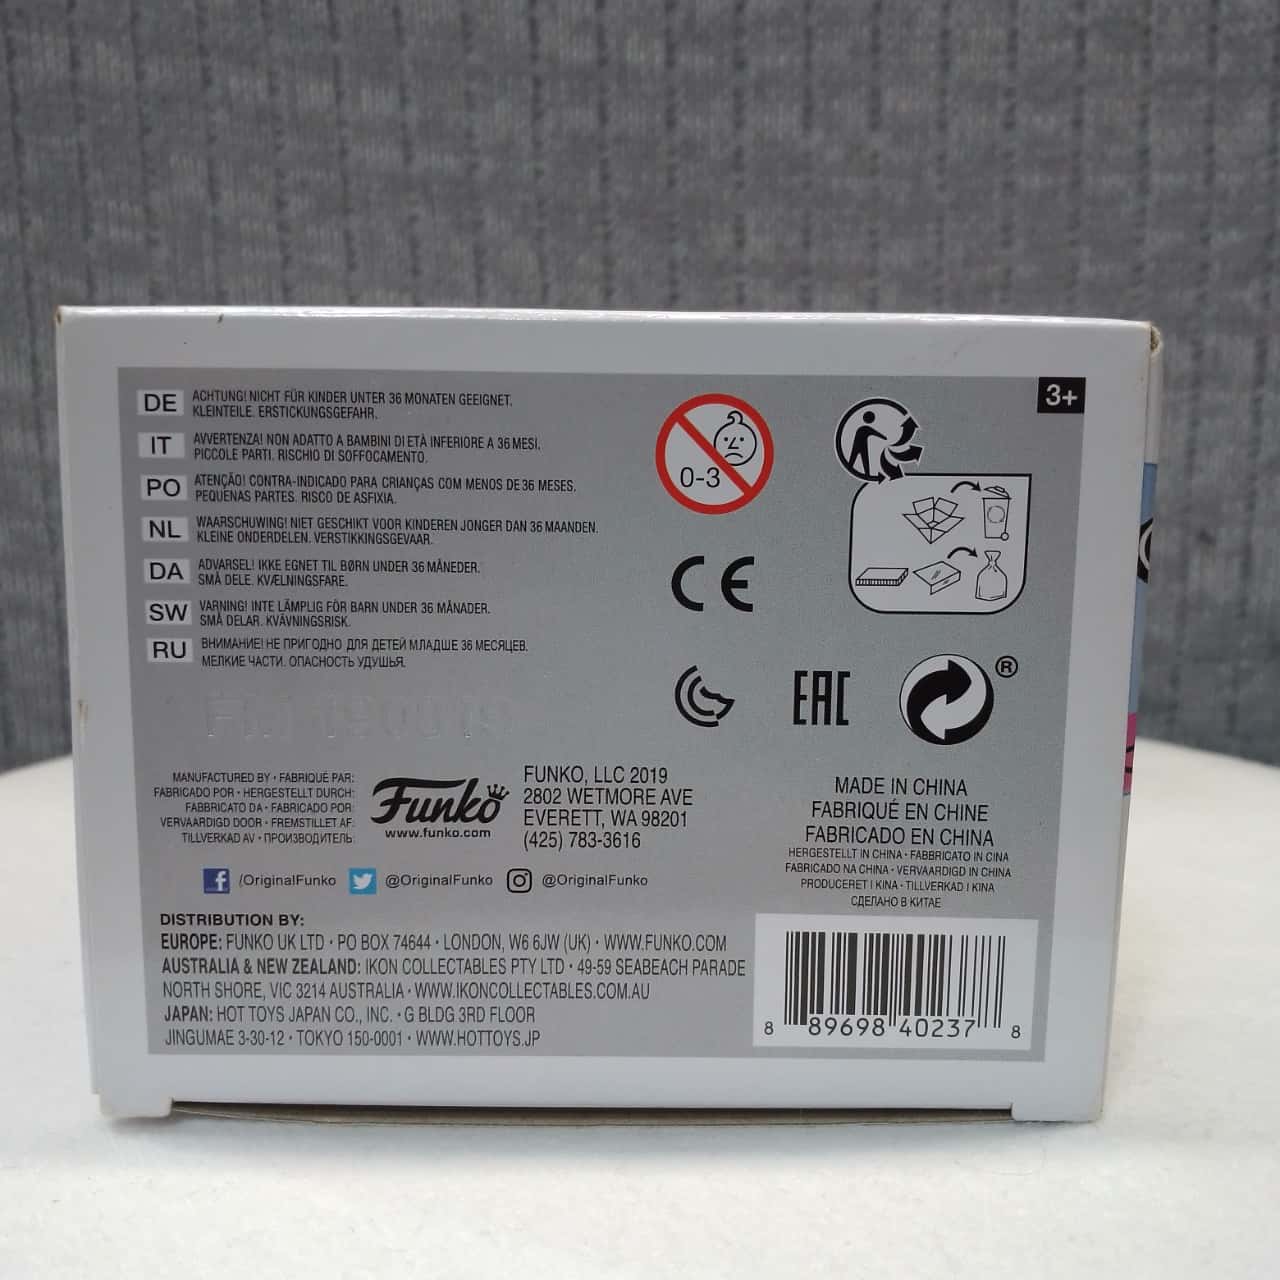 3+
DE ACHTUNG! NICHT FÜR KINDER UNTER 36 MONATEN GEEIGNET.
KLEINTEILE. ERSTICKUNGSGEFAHR.
IT AVVERTENZA! NON ADATTO A BAMBINI DI ETÀ INFERIORE A 36 MESI.
PICCOLE PARTI. RISCHIO DI SOFFOCAMENTO.
PO ATENÇÃO! CONTRA-INDICADO PARA CRIANÇAS COM MENOS DE 36 MESES.
PEQUENAS PARTES. RISCO DE ASFIXIA.
NL WAARSCHUWING! NIET GESCHIKT VOOR KINDEREN JONGER DAN 36 MAANDEN.
KLEINE ONDERDELEN. VERSTIKKINGSGEVAAR.
DA ADVARSEL! IKKE EGNET TIL BØRN UNDER 36 MÅNEDER.
SMÅ DELE. KVÆLNINGSFARE.
SW VARNING! INTE LÄMPLIG FÖR BARN UNDER 36 MÅNADER.
SMÅ DELAR. KVÄVNINGSRISK.
RU ВНИМАНИЕ! НЕ ПРИГОДНО ДЛЯ ДЕТЕЙ МЛАДШЕ 36 МЕСЯЦЕВ.
МЕЛКИЕ ЧАСТИ. ОПАСНОСТЬ УДУШЬЯ.
0-3
CE
EAC
®
MANUFACTURED BY • FABRIQUÉ PAR:
FABRICADO POR • HERGESTELLT DURCH:
FABBRICATO DA • FABRICADO POR:
VERVAARDIGD DOOR • FREMSTILLET AF:
TILLVERKAD AV • ПРОИЗВОДИТЕЛЬ:
Funko
www.funko.com
FUNKO, LLC 2019
2802 WETMORE AVE
EVERETT, WA 98201
(425) 783-3616
MADE IN CHINA
FABRIQUÉ EN CHINE
FABRICADO EN CHINA
HERGESTELLT IN CHINA • FABBRICATO IN CINA
FABRICADO NA CHINA • VERVAARDIGD IN CHINA
PRODUCERET I KINA • TILLVERKAD I KINA
СДЕЛАНО В КИТАЕ
/OriginalFunko @OriginalFunko @OriginalFunko
DISTRIBUTION BY:
EUROPE: FUNKO UK LTD • PO BOX 74644 • LONDON, W6 6JW (UK) • WWW.FUNKO.COM
AUSTRALIA & NEW ZEALAND: IKON COLLECTABLES PTY LTD • 49-59 SEABEACH PARADE
NORTH SHORE, VIC 3214 AUSTRALIA • WWW.IKONCOLLECTABLES.COM.AU
JAPAN: HOT TOYS JAPAN CO., INC. • G BLDG 3RD FLOOR
JINGUMAE 3-30-12 • TOKYO 150-0001 • WWW.HOTTOYS.JP
8 89698 40237 8